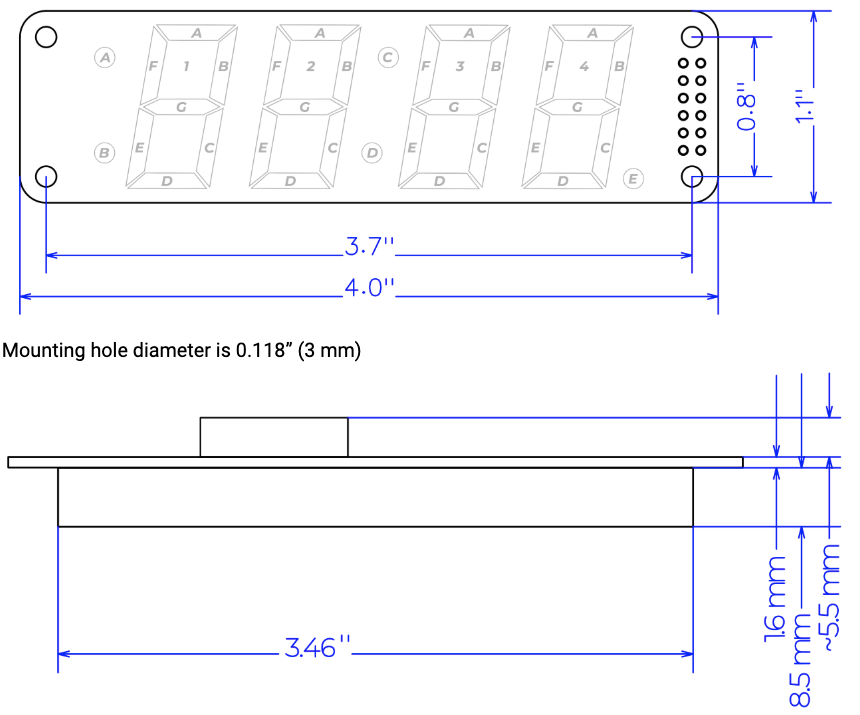 A A A A
A C
F 1 B F 2 B F 3 B F 4 B
G G G G
0.8"
1.1"
B E C E C D E C E C
D D D D E
3.7"
4.0"
Mounting hole diameter is 0.118” (3 mm)
3.46"
1.6 mm
8.5 mm
~5.5 mm